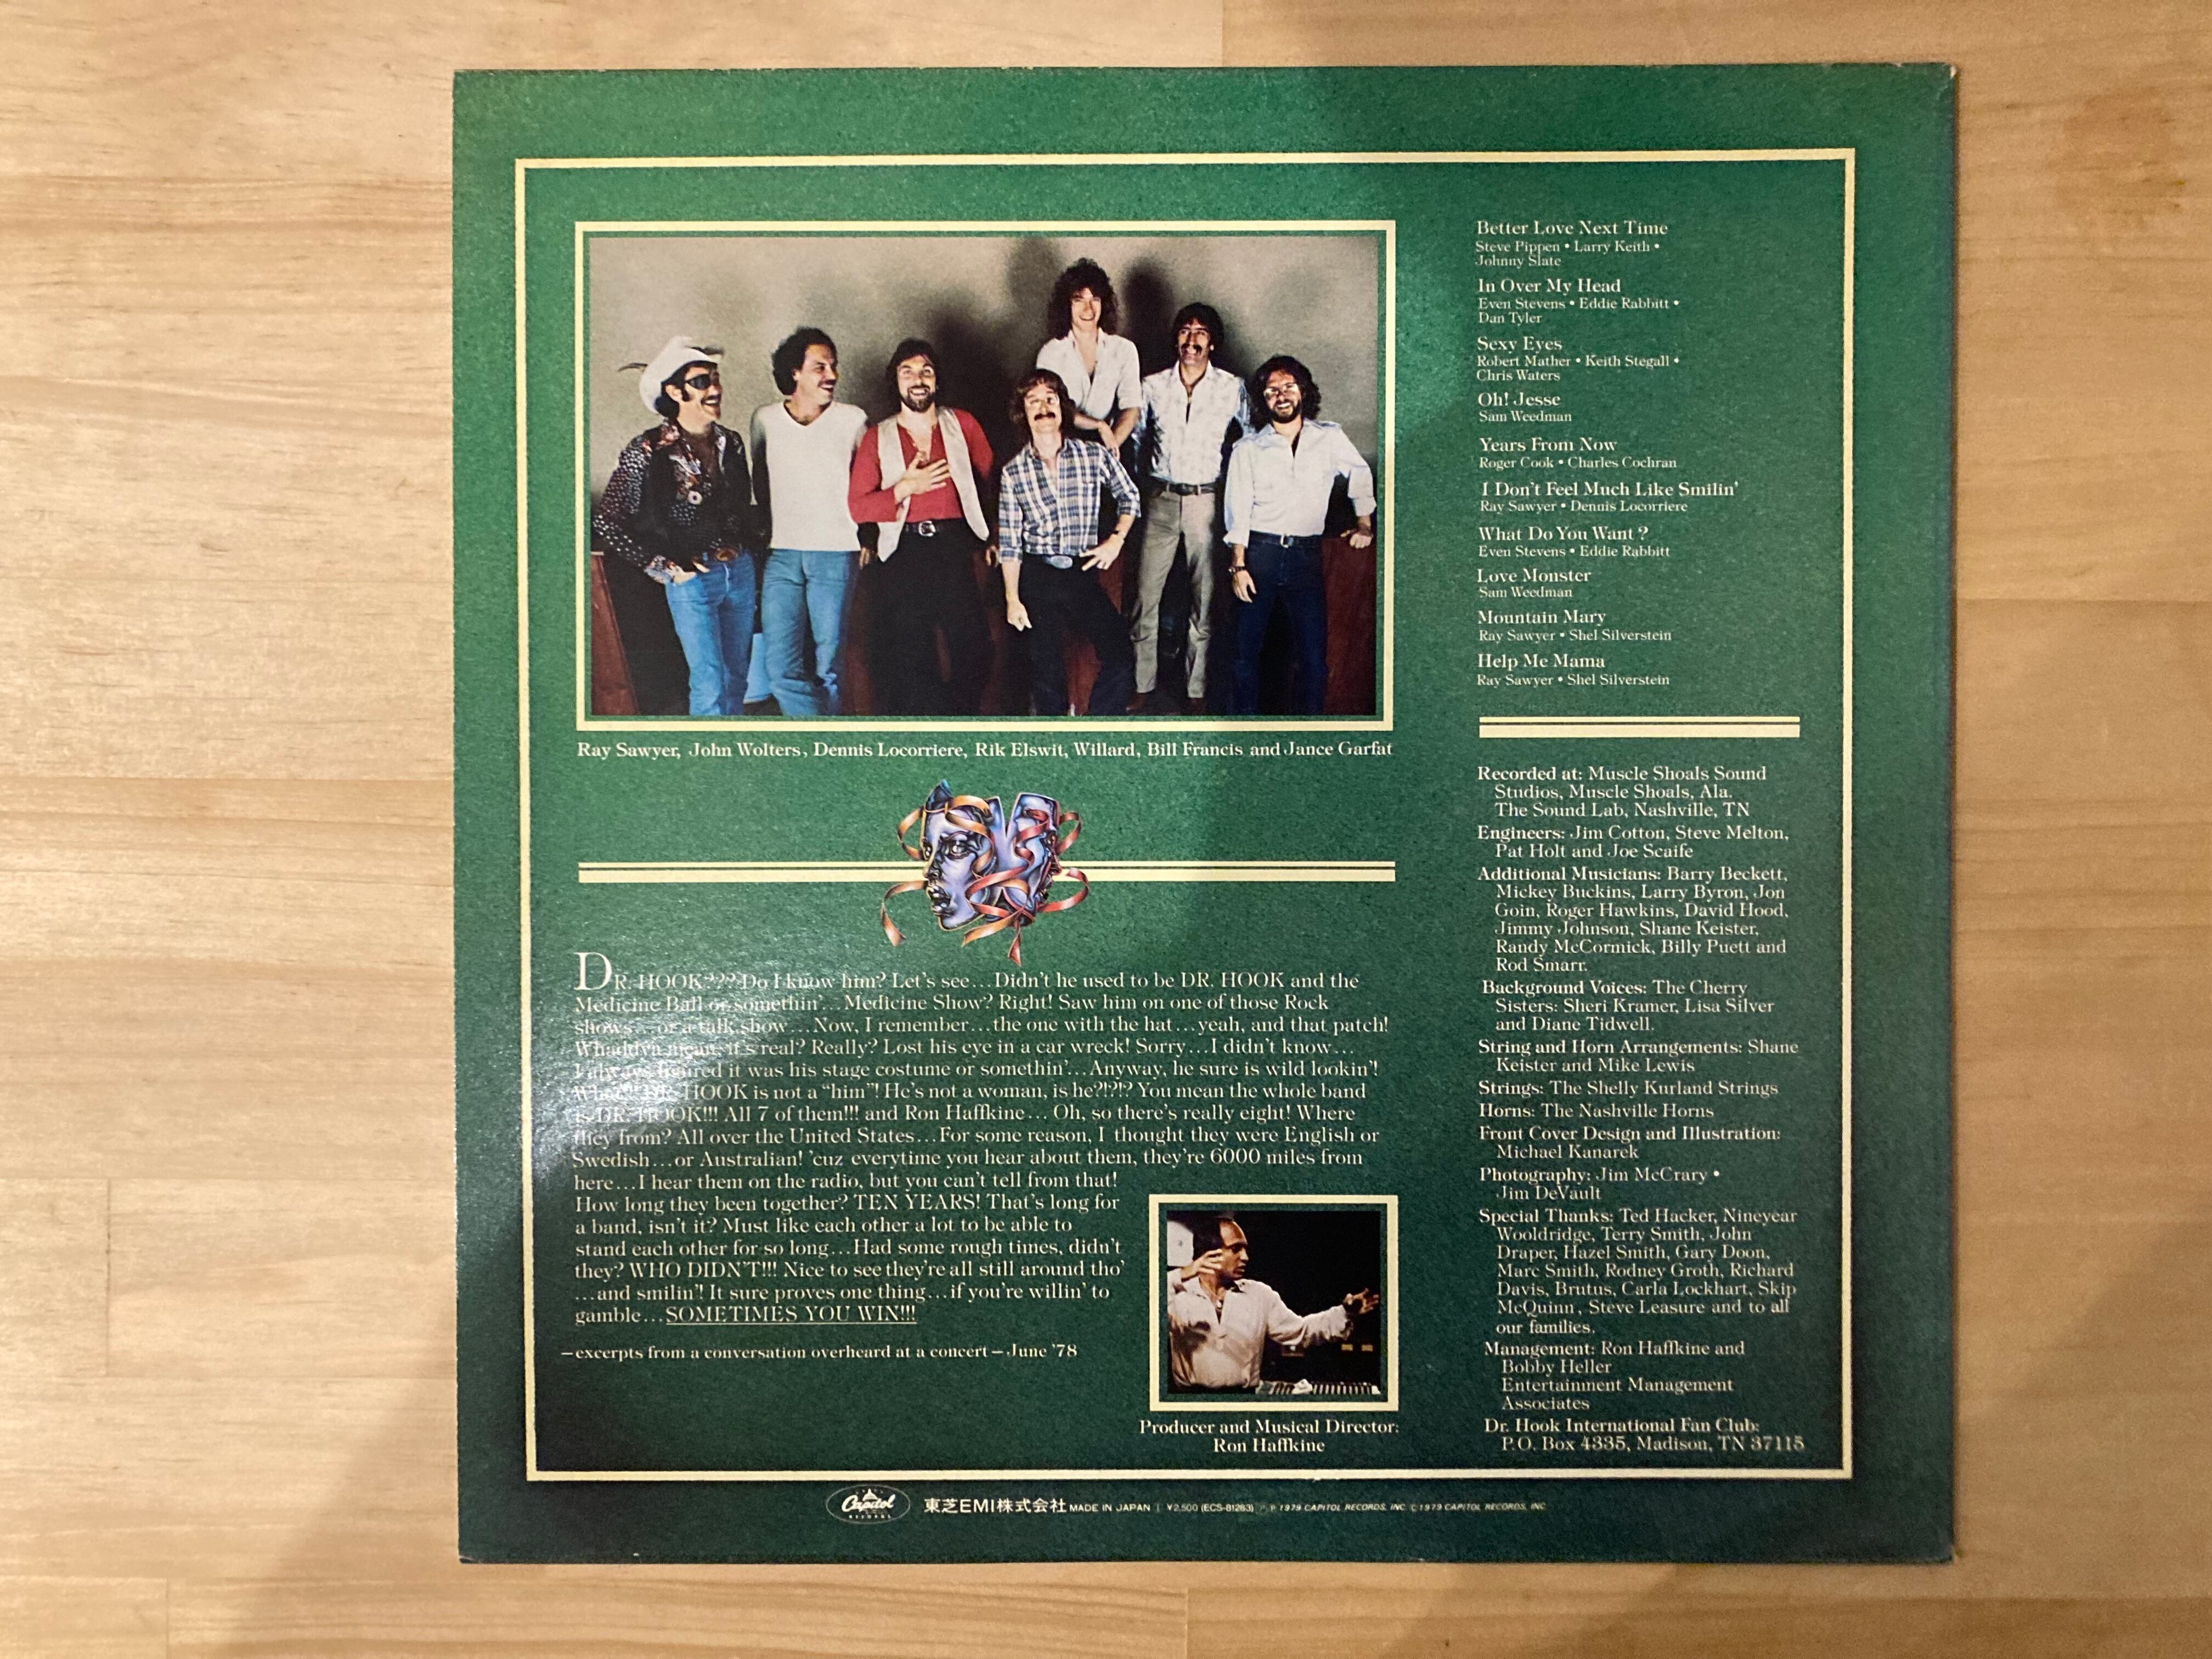 Better Love Next Time
Steve Pippen • Larry Keith •
Johnny Slate
In Over My Head
Even Stevens • Eddie Rabbitt •
Dan Tyler
Sexy Eyes
Robert Mather • Keith Stegall •
Chris Waters
Oh! Jesse
Sam Weedman
Years From Now
Roger Cook • Charles Cochran
I Don't Feel Much Like Smilin'
Ray Sawyer • Dennis Locorriere
What Do You Want?
Even Stevens • Eddie Rabbitt
Love Monster
Sam Weedman
Mountain Mary
Ray Sawyer • Shel Silverstein
Help Me Mama
Ray Sawyer • Shel Silverstein
Ray Sawyer, John Wolters, Dennis Locorriere, Rik Elswit, Willard, Bill Francis and Jance Garfat
DR. HOOK??? Do I know him? Let's see...Didn't he used to be DR. HOOK and the
Medicine Ball or somethin'...Medicine Show? Right! Saw him on one of those Rock
shows...or a talk show...Now, I remember...the one with the hat...yeah, and that patch!
Whaddya mean, it's real? Really? Lost his eye in a car wreck! Sorry...I didn't know...
I always figured it was his stage costume or somethin'...Anyway, he sure is wild lookin'!
What? DR. HOOK is not a "him"! He's not a woman, is he?!?!? You mean the whole band
is DR. HOOK!!! All 7 of them!!! and Ron Haffkine... Oh, so there's really eight! Where
they from? All over the United States...For some reason, I thought they were English or
Swedish...or Australian! 'cuz everytime you hear about them, they're 6000 miles from
here...I hear them on the radio, but you can't tell from that!
How long they been together? TEN YEARS! That's long for
a band, isn't it? Must like each other a lot to be able to
stand each other for so long...Had some rough times, didn't
they? WHO DIDN'T!!! Nice to see they're all still around tho'
...and smilin'! It sure proves one thing...if you're willin' to
gamble...SOMETIMES YOU WIN!!!
—excerpts from a conversation overheard at a concert—June '78
Producer and Musical Director:
Ron Haffkine
Recorded at: Muscle Shoals Sound
Studios, Muscle Shoals, Ala.
The Sound Lab, Nashville, TN
Engineers: Jim Cotton, Steve Melton,
Pat Holt and Joe Scaife
Additional Musicians: Barry Beckett,
Mickey Buckins, Larry Byron, Jon
Goin, Roger Hawkins, David Hood,
Jimmy Johnson, Shane Keister,
Randy McCormick, Billy Puett and
Rod Smarr.
Background Voices: The Cherry
Sisters: Sheri Kramer, Lisa Silver
and Diane Tidwell.
String and Horn Arrangements: Shane
Keister and Mike Lewis
Strings: The Shelly Kurland Strings
Horns: The Nashville Horns
Front Cover Design and Illustration:
Michael Kanarek
Photography: Jim McCrary •
Jim DeVault
Special Thanks: Ted Hacker, Nineyear
Wooldridge, Terry Smith, John
Draper, Hazel Smith, Gary Doon,
Marc Smith, Rodney Groth, Richard
Davis, Brutus, Carla Lockhart, Skip
McQuinn, Steve Leasure and to all
our families.
Management: Ron Haffkine and
Bobby Heller
Entertainment Management
Associates
Dr. Hook International Fan Club:
P.O. Box 4335, Madison, TN 37115
Capitol RECORDS 東芝EMI株式会社 MADE IN JAPAN | ¥2,500 (ECS-81283) Ⓟ 1979 CAPITOL RECORDS, INC. © 1979 CAPITOL RECORDS, INC.